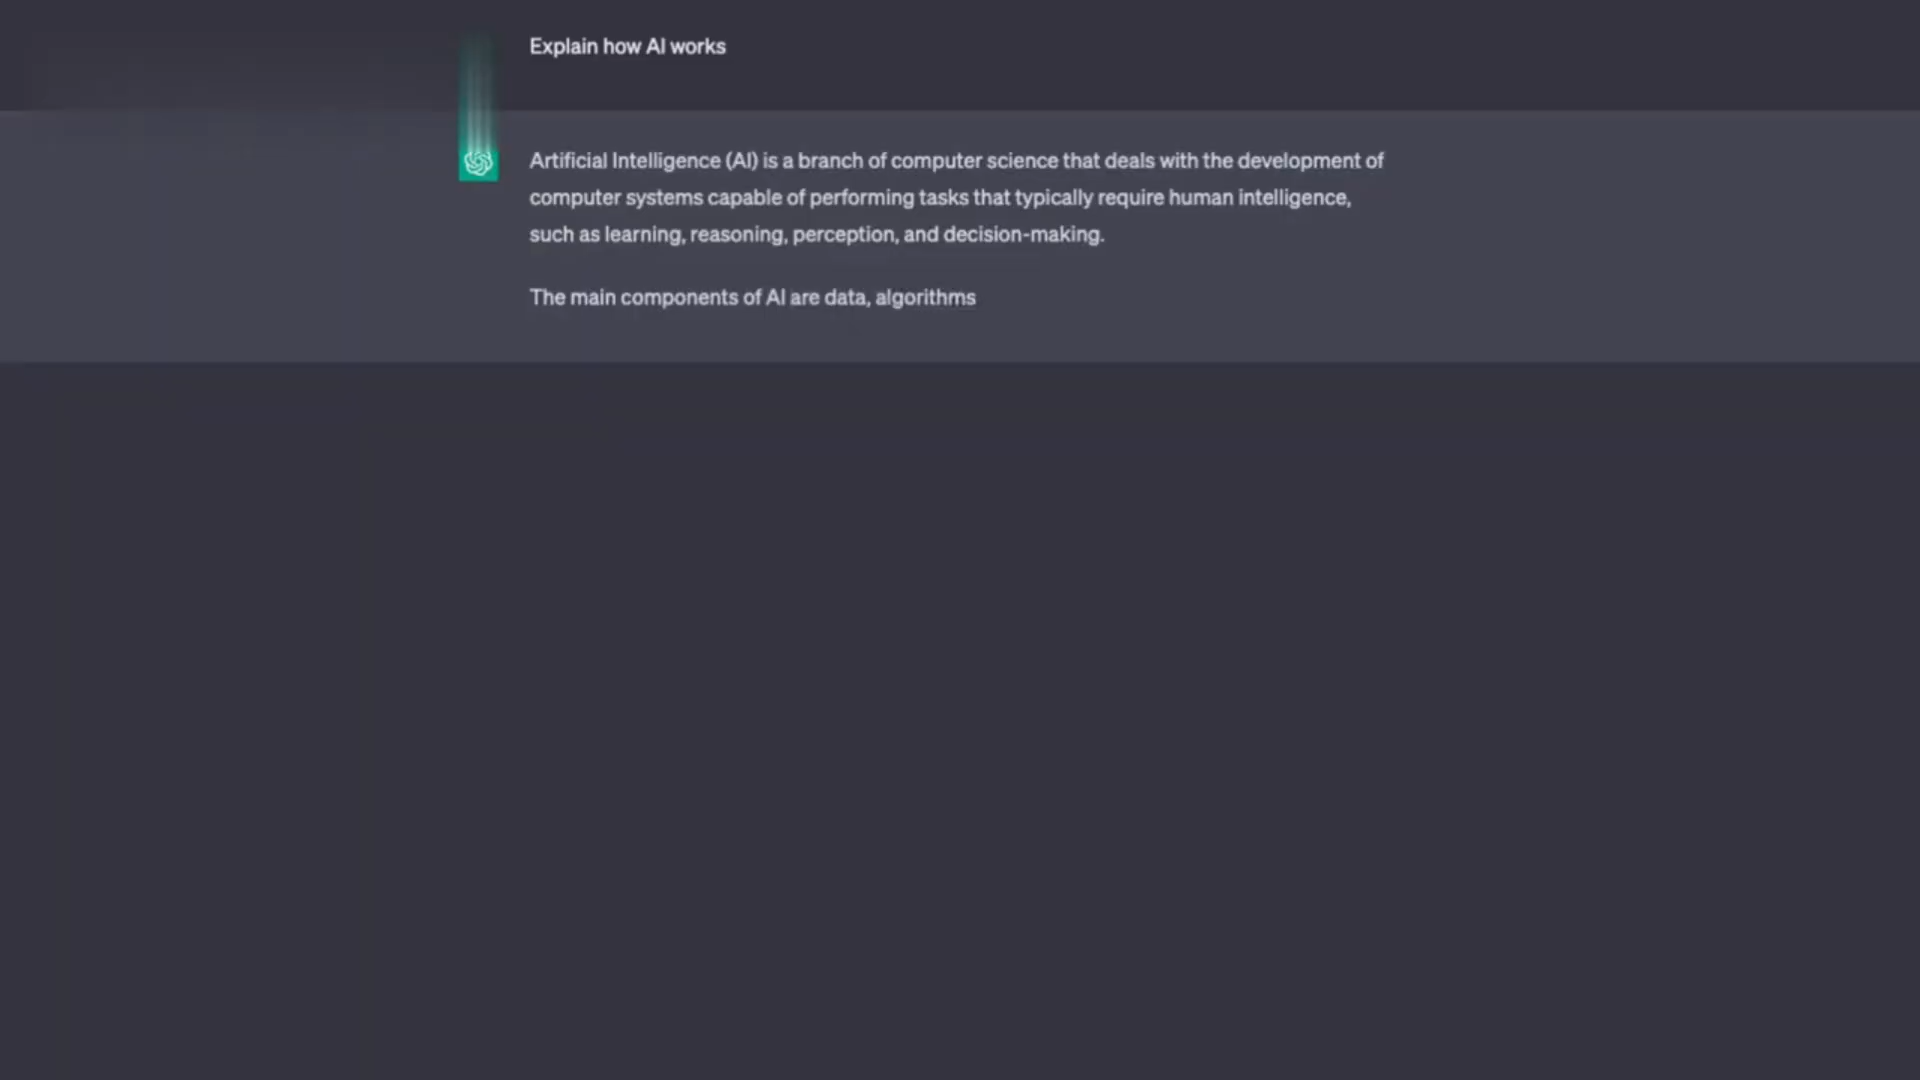 Explain how AI works
Artificial Intelligence (AI) is a branch of computer science that deals with the development of
computer systems capable of performing tasks that typically require human intelligence,
such as learning, reasoning, perception, and decision-making.
The main components of AI are data, algorithms